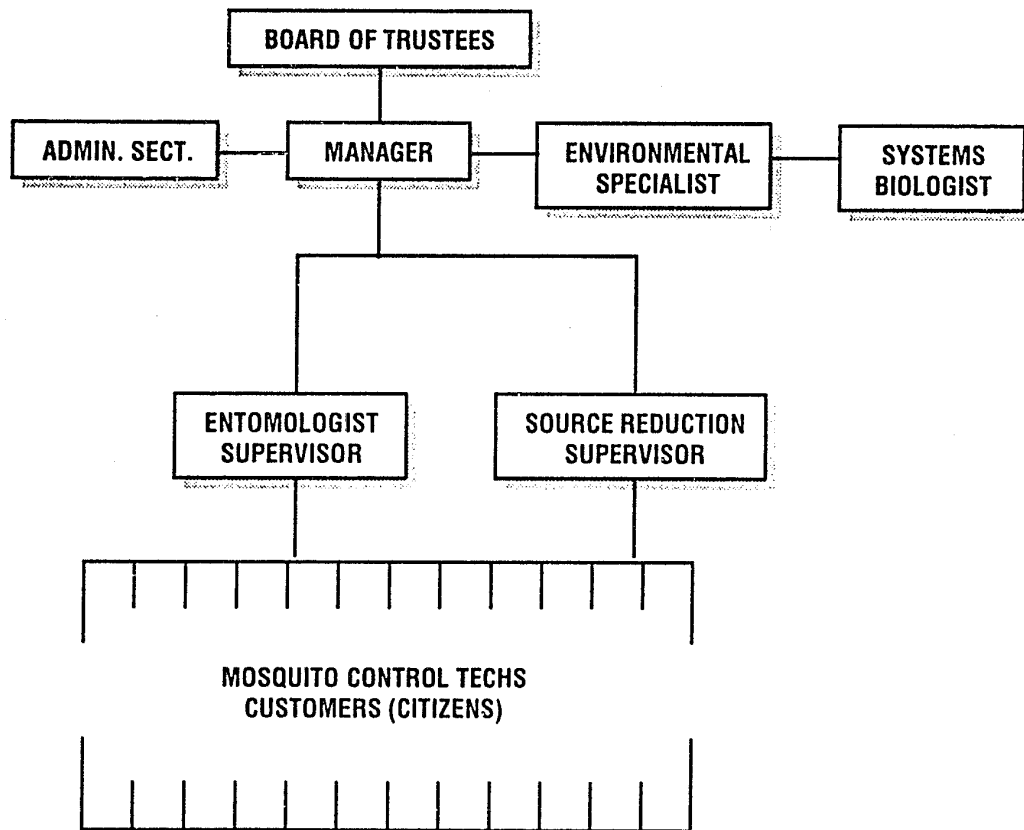 BOARD OF TRUSTEES
ADMIN. SECT.
MANAGER
ENVIRONMENTAL
SPECIALIST
SYSTEMS
BIOLOGIST
ENTOMOLOGIST
SUPERVISOR
SOURCE REDUCTION
SUPERVISOR
MOSQUITO CONTROL TECHS
CUSTOMERS (CITIZENS)